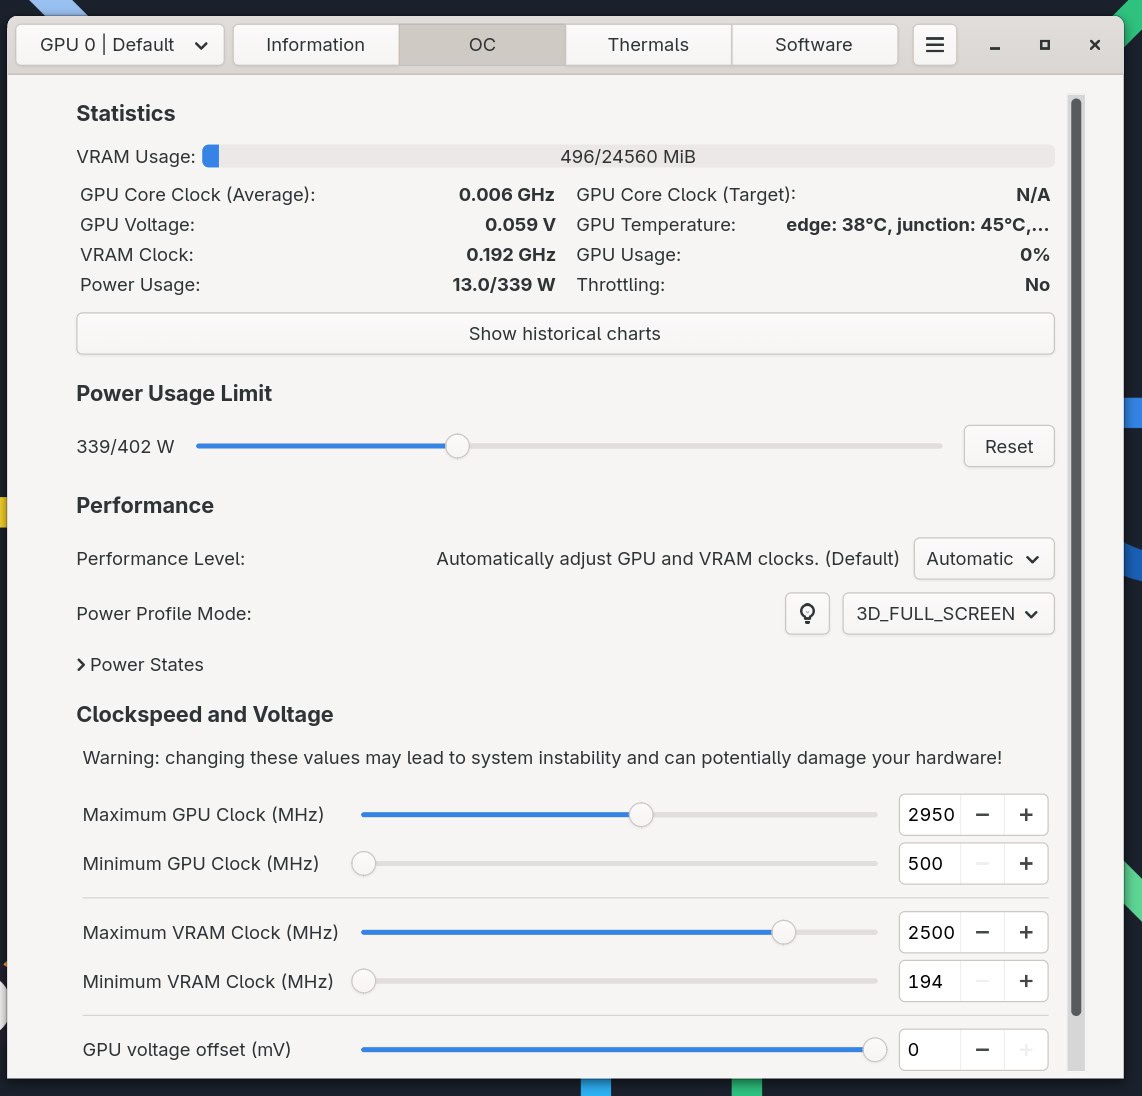 GPU 0 | Default Information OC Thermals Software
Statistics
VRAM Usage: 496/24560 MiB
GPU Core Clock (Average): 0.006 GHz GPU Core Clock (Target): N/A
GPU Voltage: 0.059 V GPU Temperature: edge: 38°C, junction: 45°C,...
VRAM Clock: 0.192 GHz GPU Usage: 0%
Power Usage: 13.0/339 W Throttling: No
Show historical charts
Power Usage Limit
339/402 W Reset
Performance
Performance Level: Automatically adjust GPU and VRAM clocks. (Default) Automatic
Power Profile Mode: 3D_FULL_SCREEN
Power States
Clockspeed and Voltage
Warning: changing these values may lead to system instability and can potentially damage your hardware!
Maximum GPU Clock (MHz) 2950 − +
Minimum GPU Clock (MHz) 500 − +
Maximum VRAM Clock (MHz) 2500 − +
Minimum VRAM Clock (MHz) 194 − +
GPU voltage offset (mV) 0 − +